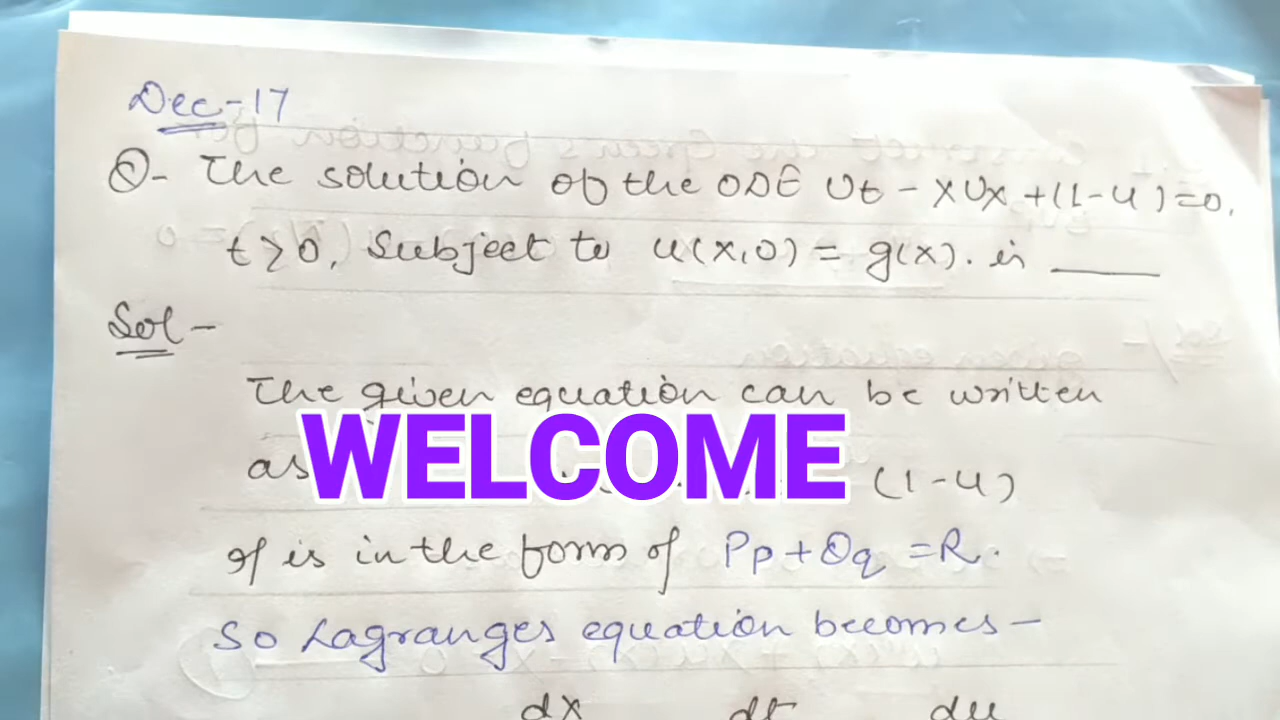 Dec-17
Q- The solution of the ODE Ut - XUx + (1-u) = 0,
t>0, Subject to u(x,0) = g(x). is ____
Sol-
The given equation can be written
as
WELCOME
(1-u)
If is in the form of Pp+Qq = R.
So Lagranges equation becomes-
dx dt du